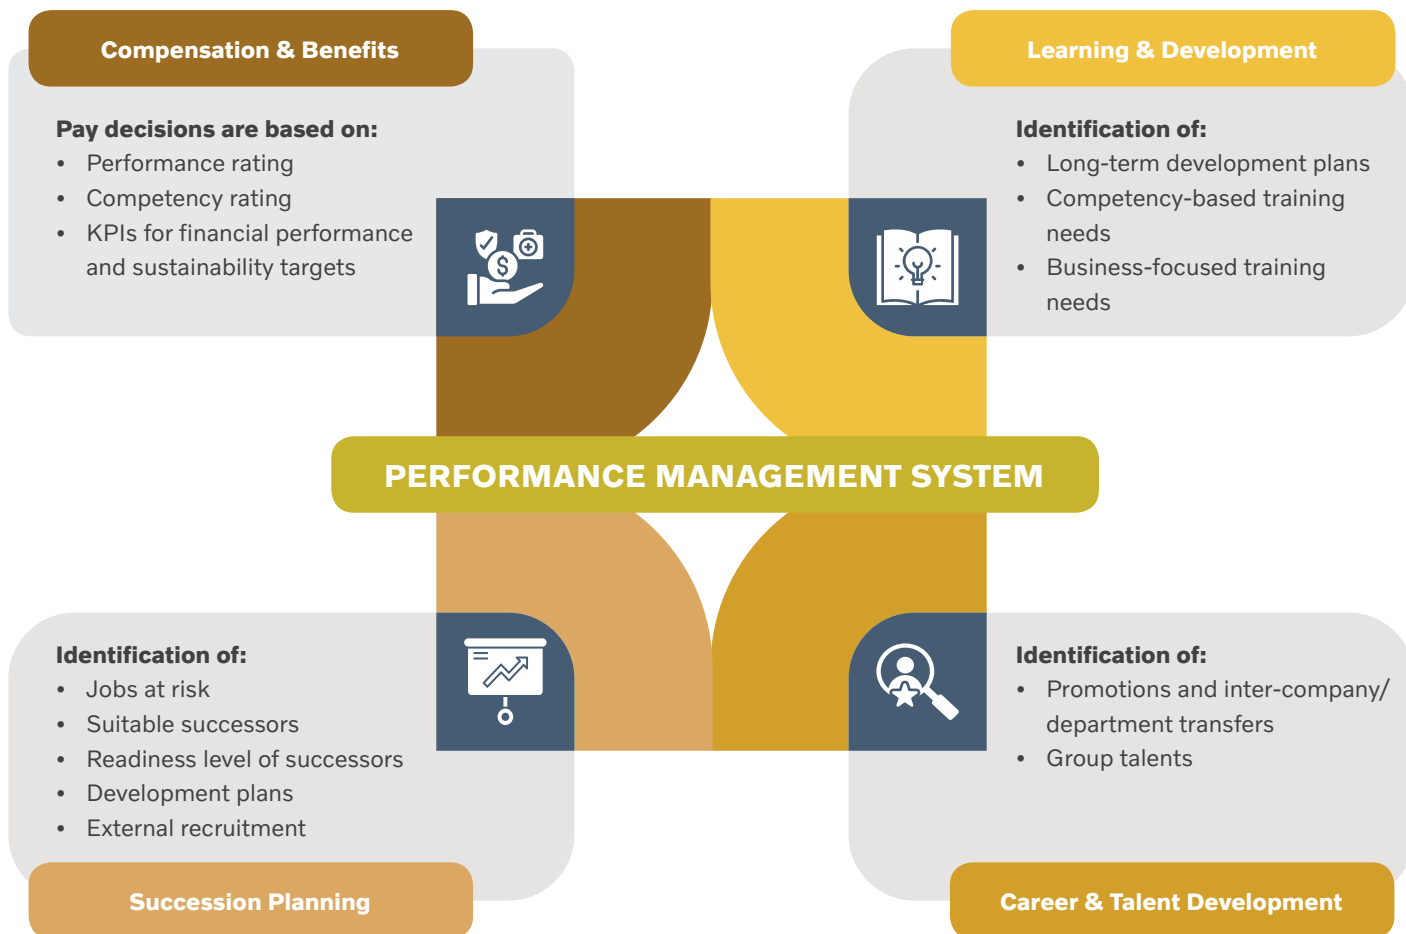 Compensation & Benefits
Pay decisions are based on:
• Performance rating
• Competency rating
• KPIs for financial performance
and sustainability targets
Learning & Development
Identification of:
• Long-term development plans
• Competency-based training
needs
• Business-focused training
needs
PERFORMANCE MANAGEMENT SYSTEM
Identification of:
• Jobs at risk
• Suitable successors
• Readiness level of successors
• Development plans
• External recruitment
Succession Planning
Identification of:
• Promotions and inter-company/
department transfers
• Group talents
Career & Talent Development